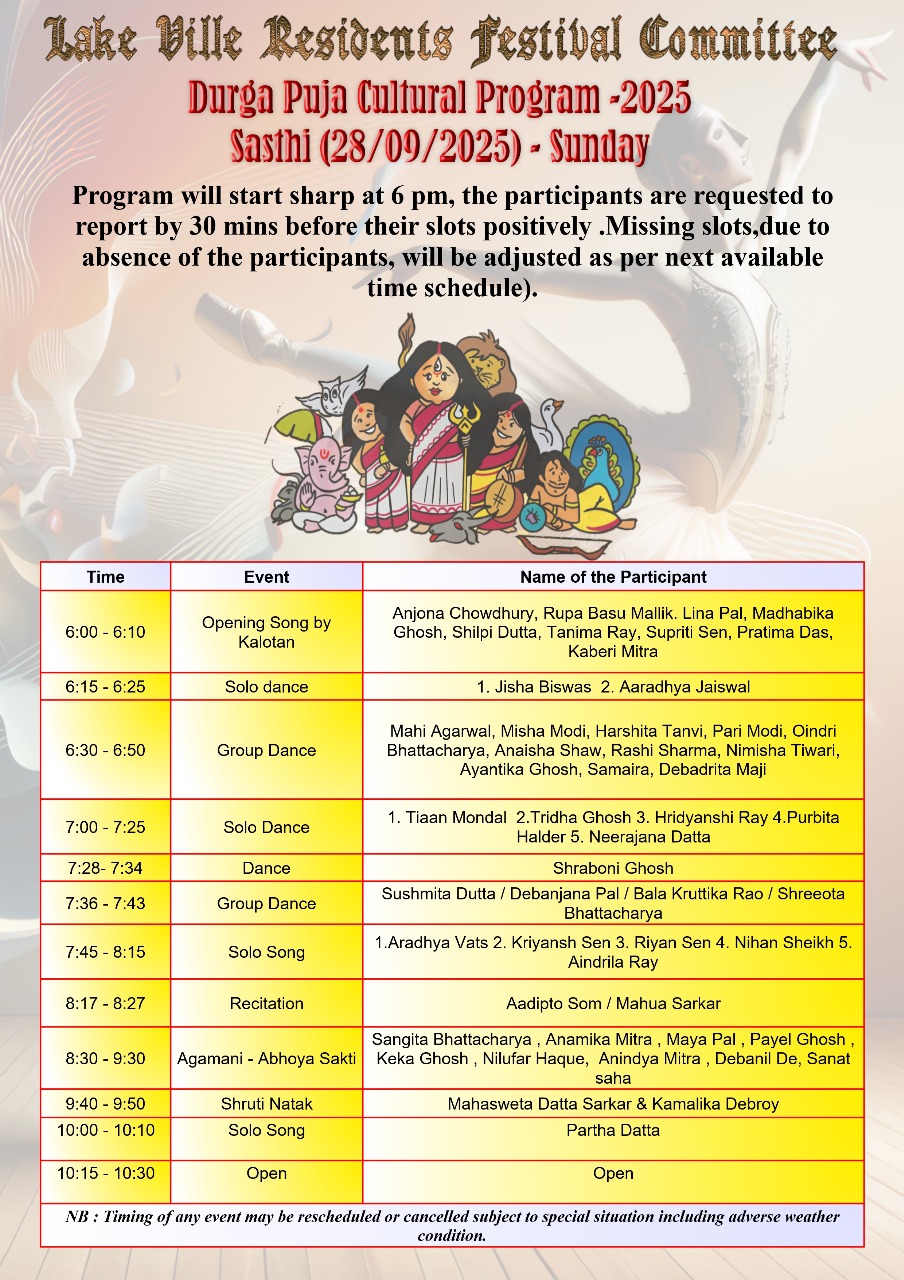 Lake Ville Residents Festival Committee
Durga Puja Cultural Program -2025
Sasthi (28/09/2025) - Sunday
Program will start sharp at 6 pm, the participants are requested to
report by 30 mins before their slots positively .Missing slots,due to
absence of the participants, will be adjusted as per next available
time schedule).
Time Event Name of the Participant
6:00 - 6:10
Opening Song by
Kalotan
Anjona Chowdhury, Rupa Basu Mallik. Lina Pal, Madhabika
Ghosh, Shilpi Dutta, Tanima Ray, Supriti Sen, Pratima Das,
Kaberi Mitra
6:15 - 6:25 Solo dance 1. Jisha Biswas 2. Aaradhya Jaiswal
6:30 - 6:50 Group Dance
Mahi Agarwal, Misha Modi, Harshita Tanvi, Pari Modi, Oindri
Bhattacharya, Anaisha Shaw, Rashi Sharma, Nimisha Tiwari,
Ayantika Ghosh, Samaira, Debadrita Maji
7:00 - 7:25 Solo Dance
1. Tiaan Mondal 2.Tridha Ghosh 3. Hridyanshi Ray 4.Purbita
Halder 5. Neerajana Datta
7:28- 7:34 Dance Shraboni Ghosh
7:36 - 7:43 Group Dance
Sushmita Dutta / Debanjana Pal / Bala Kruttika Rao / Shreeota
Bhattacharya
7:45 - 8:15 Solo Song
1.Aradhya Vats 2. Kriyansh Sen 3. Riyan Sen 4. Nihan Sheikh 5.
Aindrila Ray
8:17 - 8:27 Recitation Aadipto Som / Mahua Sarkar
8:30 - 9:30 Agamani - Abhoya Sakti
Sangita Bhattacharya , Anamika Mitra , Maya Pal , Payel Ghosh ,
Keka Ghosh , Nilufar Haque, Anindya Mitra , Debanil De, Sanat
saha
9:40 - 9:50 Shruti Natak Mahasweta Datta Sarkar & Kamalika Debroy
10:00 - 10:10 Solo Song Partha Datta
10:15 - 10:30 Open Open
NB : Timing of any event may be rescheduled or cancelled subject to special situation including adverse weather
condition.